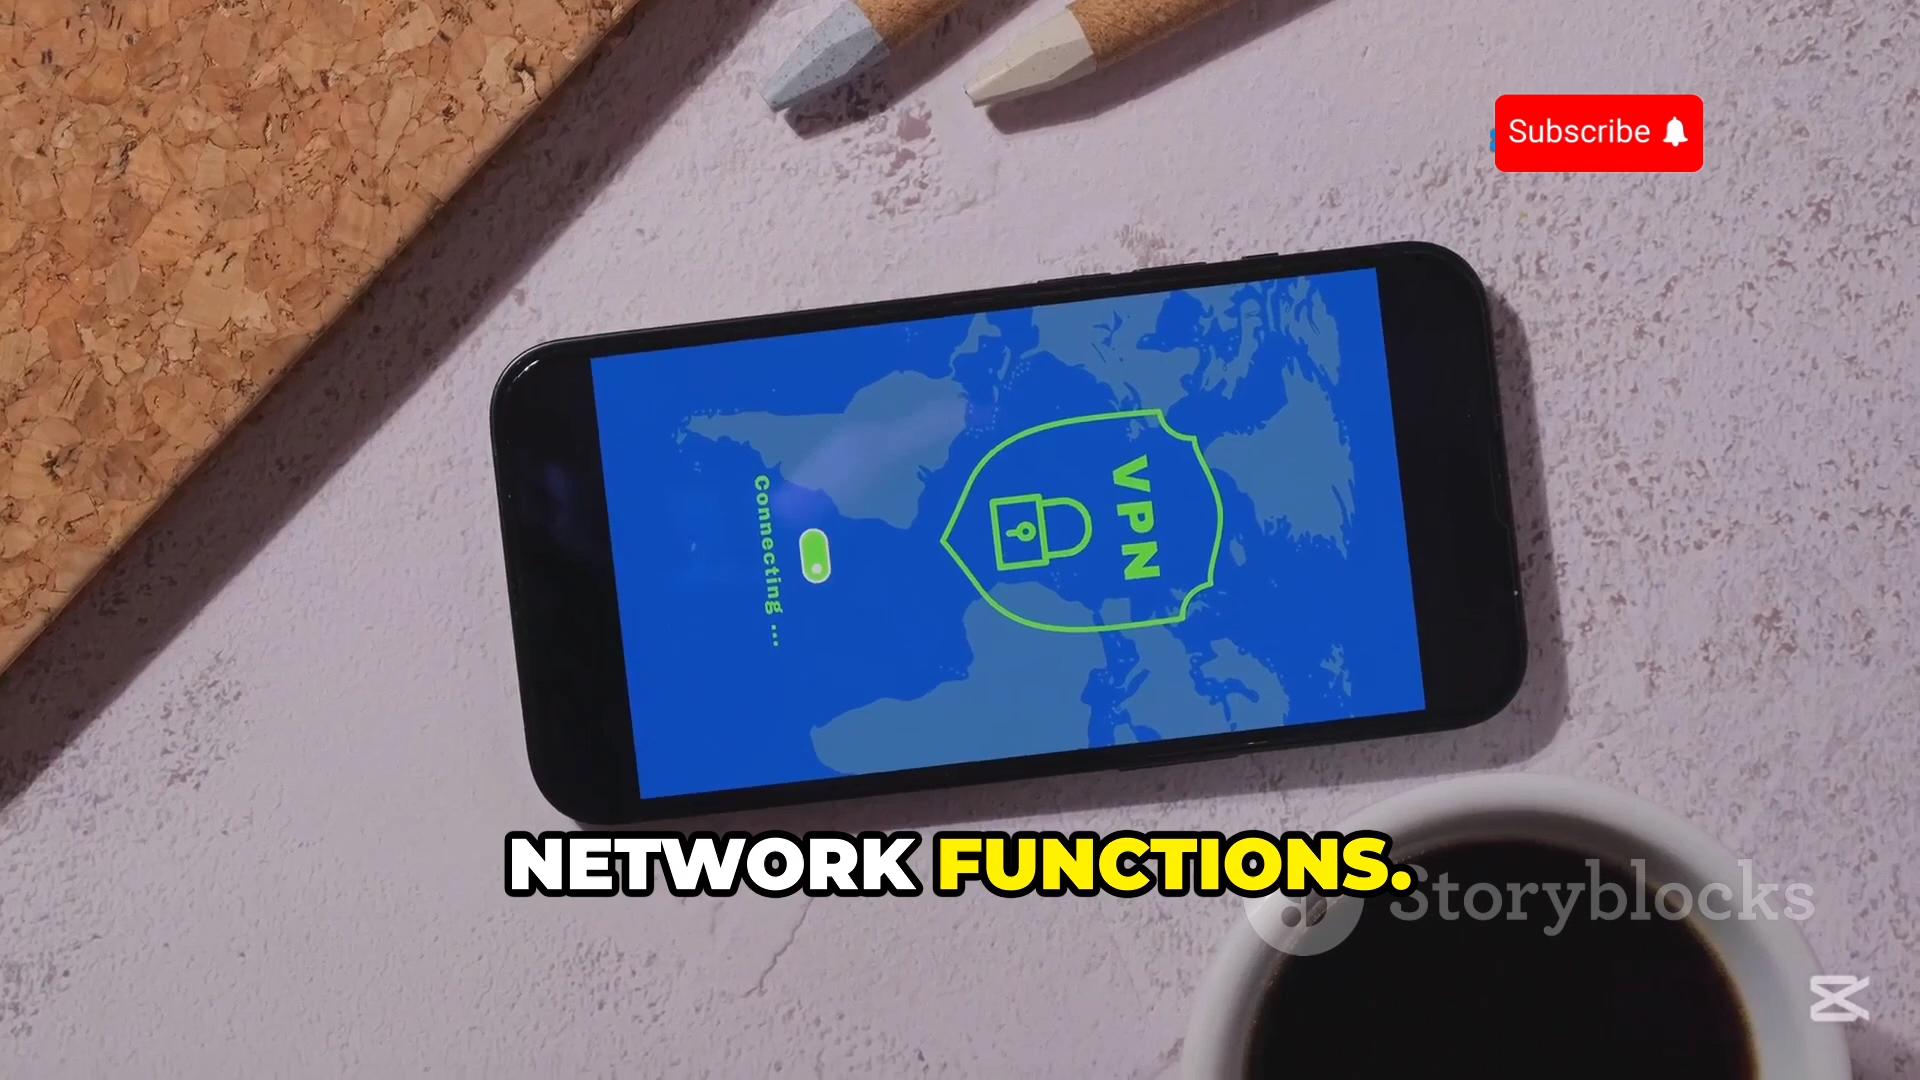 Subscribe
VPN
Connecting ...
NETWORK FUNCTIONS.
Storyblocks